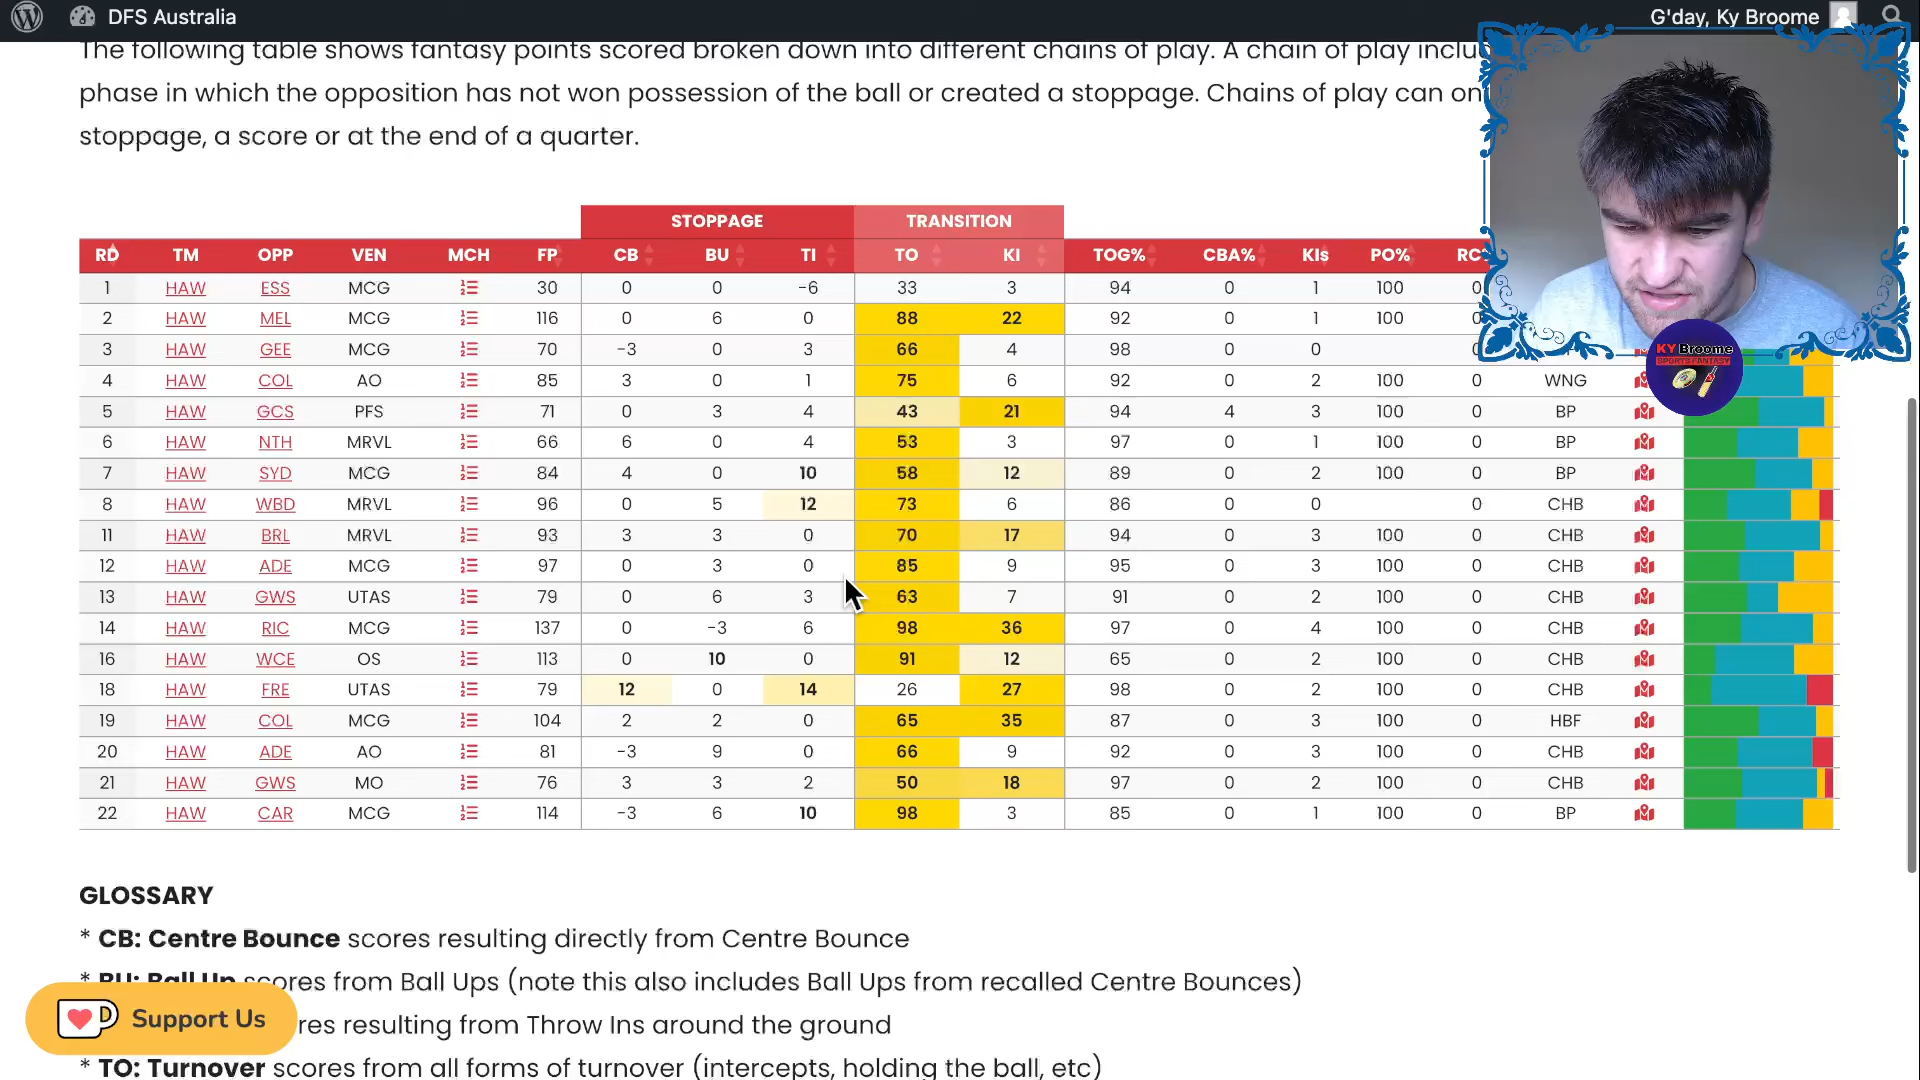 DFS Australia
G'day, Ky Broome
The following table shows fantasy points scored broken down into different chains of play. A chain of play
phase in which the opposition has not won possession of the ball or created a stoppage. Chains of play can
stoppage, a score or at the end of a quarter.
STOPPAGE TRANSITION
RD TM OPP VEN MCH FP CB BU TI TO KI TOG% CBA% KIs PO% RC
1 HAW ESS MCG 30 0 0 -6 33 3 94 0 1 100 0
2 HAW MEL MCG 116 0 6 0 88 22 92 0 1 100 0
3 HAW GEE MCG 70 -3 0 3 66 4 98 0 0 0
4 HAW COL AO 85 3 0 1 75 6 92 0 2 100 0 WNG
5 HAW GCS PFS 71 0 3 4 43 21 94 4 3 100 0 BP
6 HAW NTH MRVL 66 6 0 4 53 3 97 0 1 100 0 BP
7 HAW SYD MCG 84 4 0 10 58 12 89 0 2 100 0 BP
8 HAW WBD MRVL 96 0 5 12 73 6 86 0 0 0 CHB
11 HAW BRL MRVL 93 3 3 0 70 17 94 0 3 100 0 CHB
12 HAW ADE MCG 97 0 3 0 85 9 95 0 3 100 0 CHB
13 HAW GWS UTAS 79 0 6 3 63 7 91 0 2 100 0 CHB
14 HAW RIC MCG 137 0 -3 6 98 36 97 0 4 100 0 CHB
16 HAW WCE OS 113 0 10 0 91 12 65 0 2 100 0 CHB
18 HAW FRE UTAS 79 12 0 14 26 27 98 0 2 100 0 CHB
19 HAW COL MCG 104 2 2 0 65 35 87 0 3 100 0 HBF
20 HAW ADE AO 81 -3 9 0 66 9 92 0 3 100 0 CHB
21 HAW GWS MO 76 3 3 2 50 18 97 0 2 100 0 CHB
22 HAW CAR MCG 114 -3 6 10 98 3 85 0 1 100 0 BP
KY Broome
SPORTS FANTASY
GLOSSARY
* CB: Centre Bounce scores resulting directly from Centre Bounce
* BU: Ball Up scores from Ball Ups (note this also includes Ball Ups from recalled Centre Bounces)
resulting from Throw Ins around the ground
* TO: Turnover scores from all forms of turnover (intercepts, holding the ball, etc)
Support Us